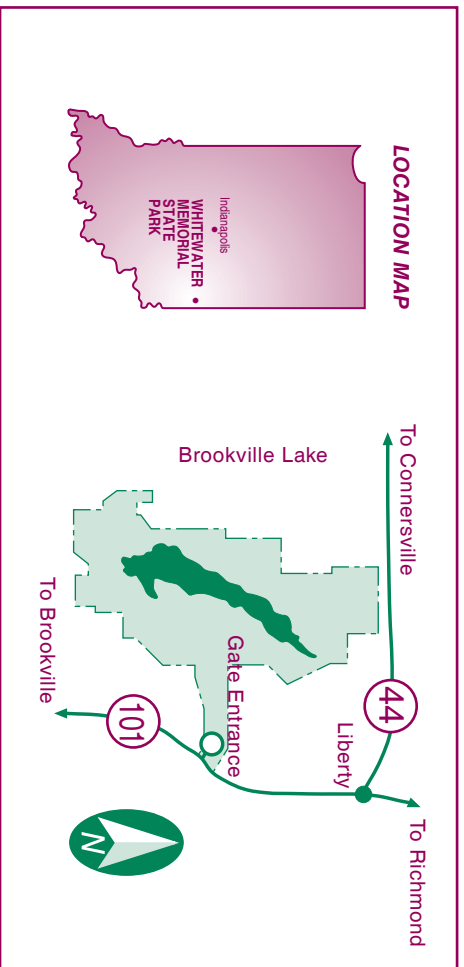 LOCATION MAP
Indianapolis
WHITEWATER
MEMORIAL
STATE
PARK
To Connersville
44
Liberty
To Richmond
Brookville Lake
Gate Entrance
To Brookville
101
N